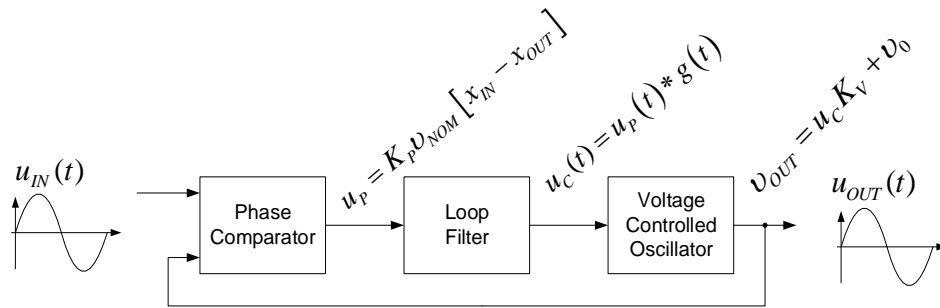 u_P = K_P υ_NOM [x_IN − x_OUT]
u_C(t) = u_P(t) * g(t)
υ_OUT = u_C K_V + υ_0
u_IN(t)
Phase
Comparator
Loop
Filter
Voltage
Controlled
Oscillator
u_OUT(t)